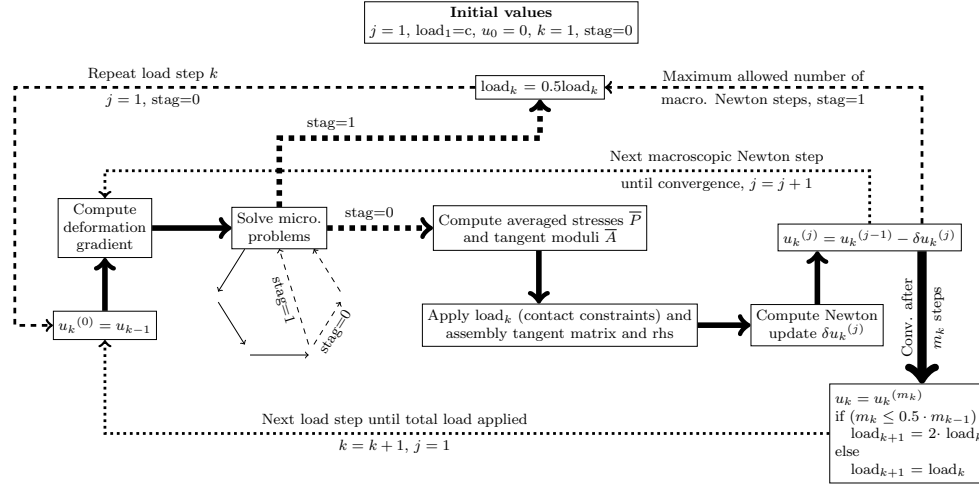 Initial values
j = 1, load₁=c, u₀ = 0, k = 1, stag=0
Repeat load step k
j = 1, stag=0
loadₖ = 0.5loadₖ
Maximum allowed number of
macro. Newton steps, stag=1
stag=1
Next macroscopic Newton step
until convergence, j = j + 1
Compute
deformation
gradient
Solve micro.
problems
stag=0
Compute averaged stresses P̅
and tangent moduli A̅
uₖ⁽ʲ⁾ = uₖ⁽ʲ⁻¹⁾ − δuₖ⁽ʲ⁾
stag=1
stag=0
uₖ⁽⁰⁾ = uₖ₋₁
Apply loadₖ (contact constraints) and
assembly tangent matrix and rhs
Compute Newton
update δuₖ⁽ʲ⁾
Conv. after
mₖ steps
Next load step until total load applied
k = k + 1, j = 1
uₖ = uₖ^(mₖ)
if (mₖ ≤ 0.5 · mₖ₋₁)
loadₖ₊₁ = 2· loadₖ
else
loadₖ₊₁ = loadₖ